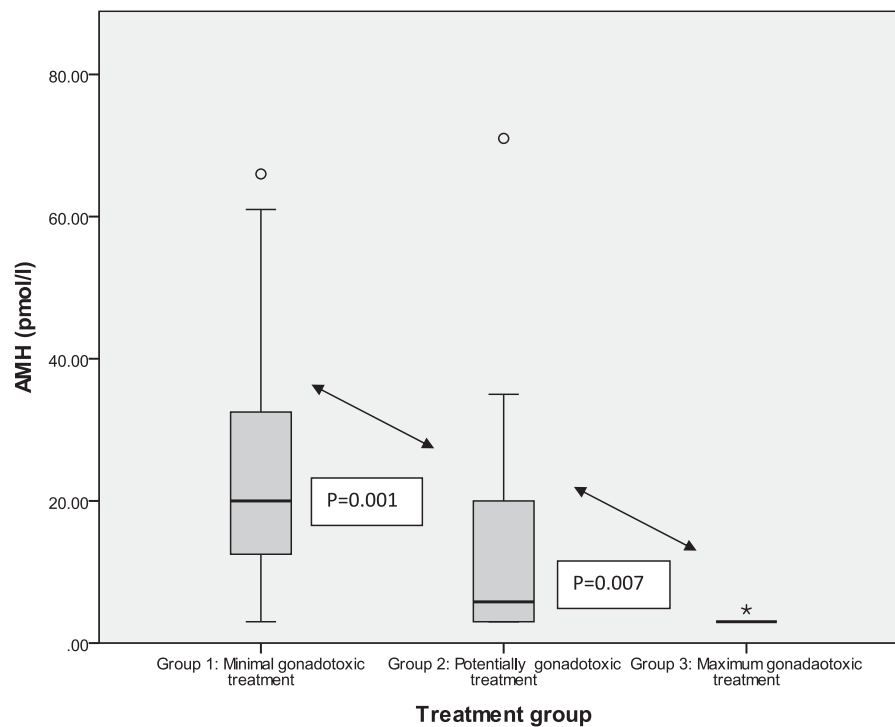 80.00
60.00
40.00
20.00
.00
AMH (pmol/l)
P=0.001
P=0.007
*
Group 1: Minimal gonadotoxic
treatment
Group 2: Potentially gonadotoxic
treatment
Group 3: Maximum gonadaotoxic
treatment
Treatment group